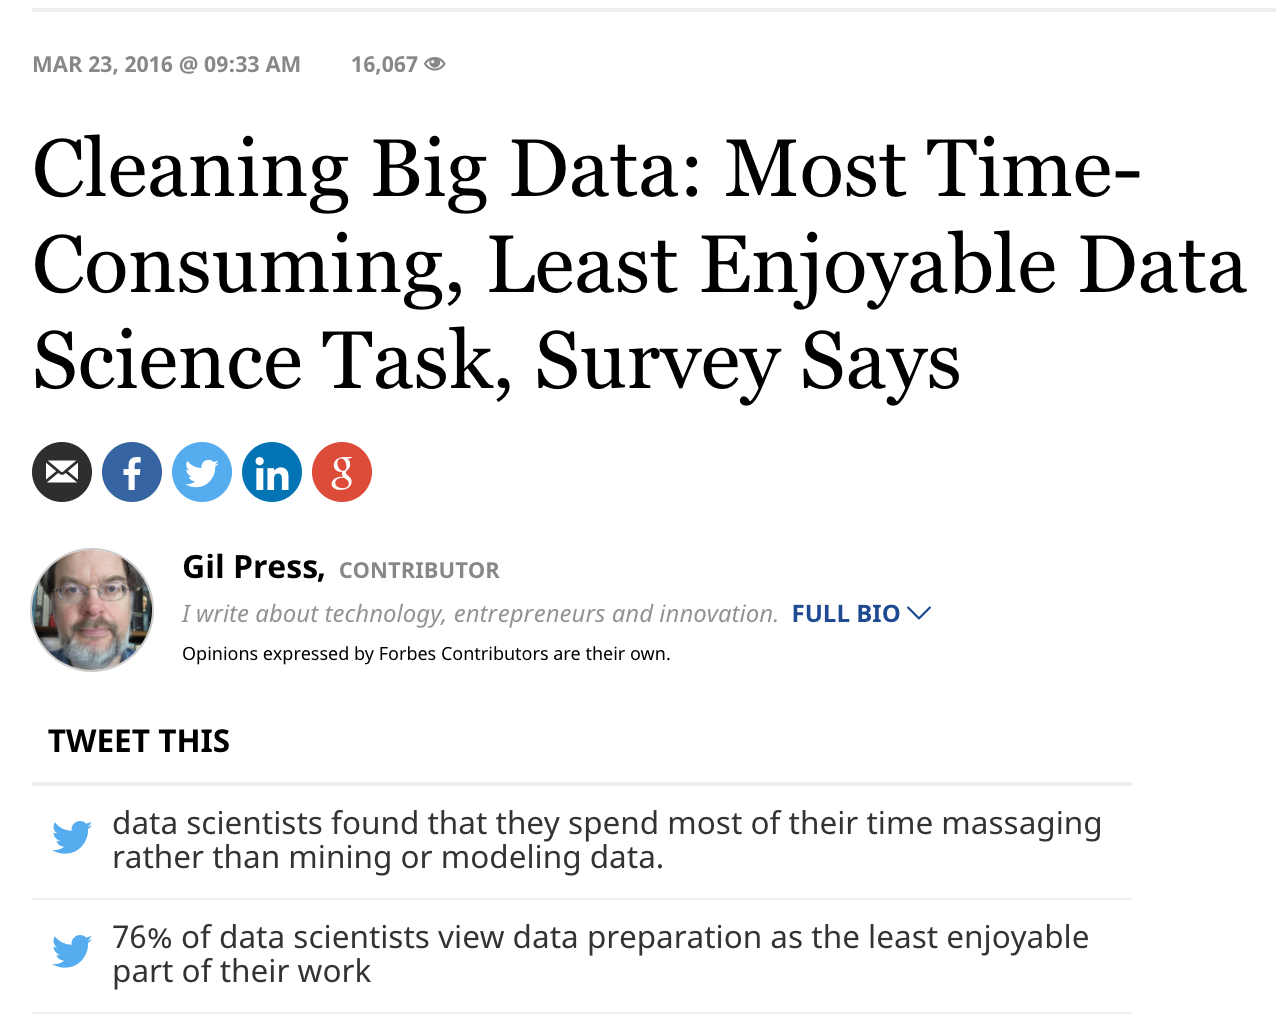 MAR 23, 2016 @ 09:33 AM 16,067
Cleaning Big Data: Most Time-
Consuming, Least Enjoyable Data
Science Task, Survey Says
f in g
Gil Press, CONTRIBUTOR
I write about technology, entrepreneurs and innovation. FULL BIO
Opinions expressed by Forbes Contributors are their own.
TWEET THIS
data scientists found that they spend most of their time massaging
rather than mining or modeling data.
76% of data scientists view data preparation as the least enjoyable
part of their work